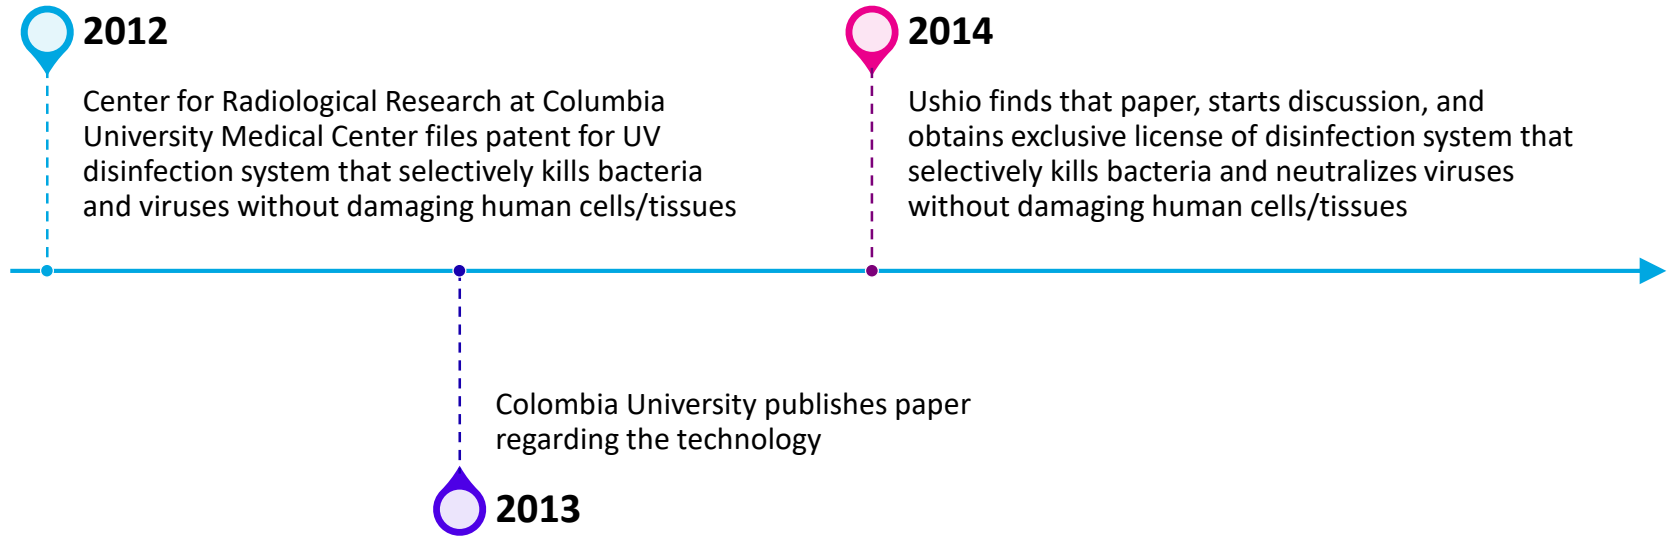 2012
Center for Radiological Research at Columbia
University Medical Center files patent for UV
disinfection system that selectively kills bacteria
and viruses without damaging human cells/tissues
2014
Ushio finds that paper, starts discussion, and
obtains exclusive license of disinfection system that
selectively kills bacteria and neutralizes viruses
without damaging human cells/tissues
Colombia University publishes paper
regarding the technology
2013